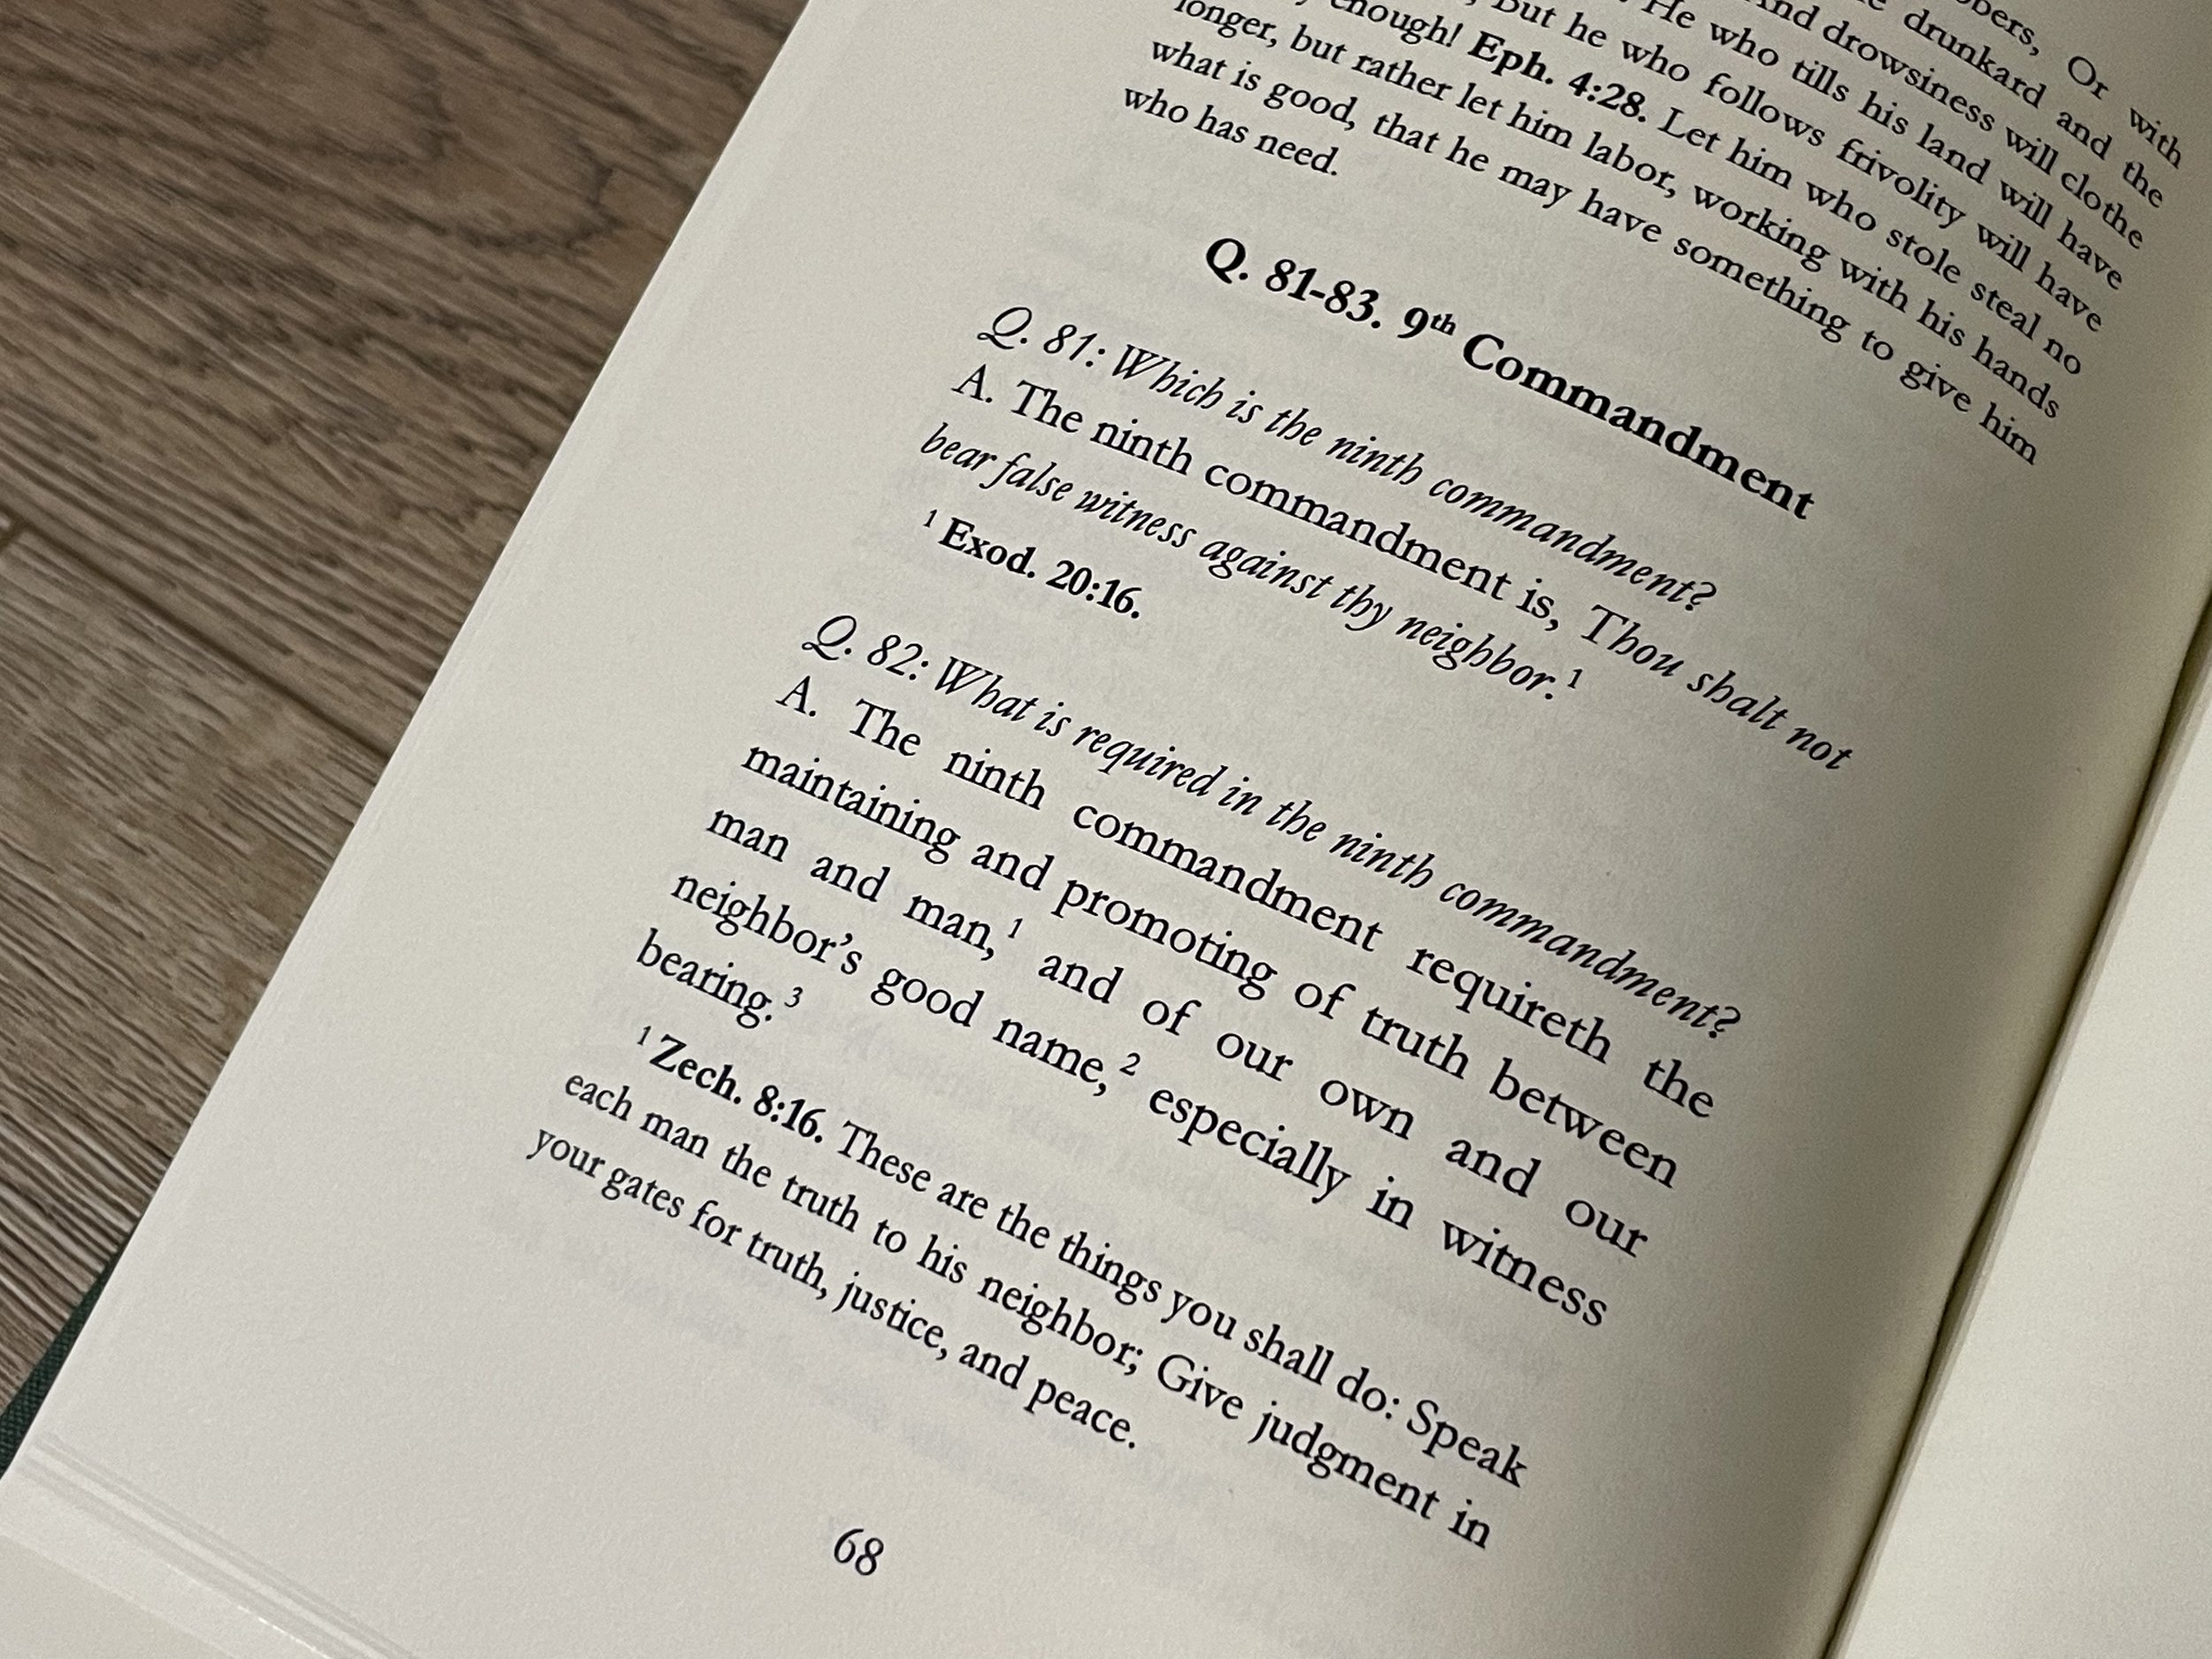 Or with
drunkard and the
And drowsiness will clothe
He who tills his land will have
But he who follows frivolity will have
enough! Eph. 4:28. Let him who stole steal no
longer, but rather let him labor, working with his hands
what is good, that he may have something to give him
who has need.
Q. 81-83. 9th Commandment
Q. 81: Which is the ninth commandment?
A. The ninth commandment is, Thou shalt not
bear false witness against thy neighbor.¹
¹ Exod. 20:16.
Q. 82: What is required in the ninth commandment?
A. The ninth commandment requireth the
maintaining and promoting of truth between
man and man,¹ and of our own and our
neighbor’s good name,² especially in witness
bearing.³
¹ Zech. 8:16. These are the things you shall do: Speak
each man the truth to his neighbor; Give judgment in
your gates for truth, justice, and peace.
68